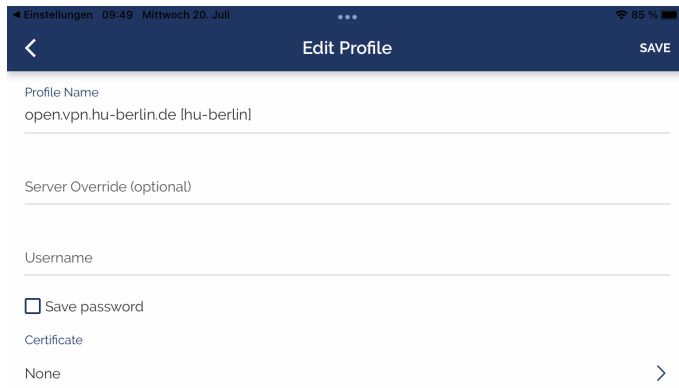 ◄ Einstellungen 09:49 Mittwoch 20. Juli 85 %
Edit Profile SAVE
Profile Name
open.vpn.hu-berlin.de [hu-berlin]
Server Override (optional)
Username
Save password
Certificate
None